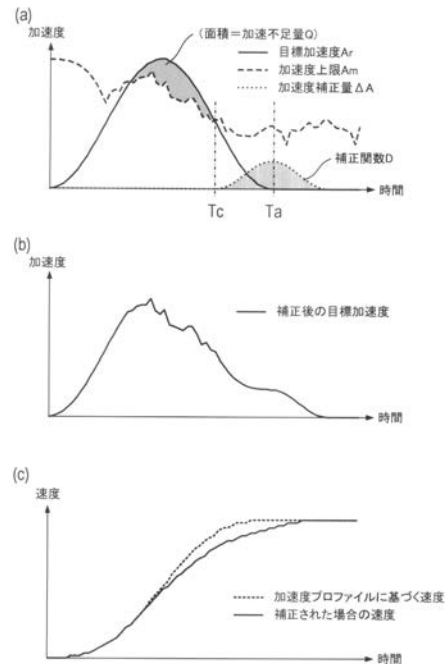 (a)
加速度
(面積＝加速不足量Q)
目標加速度Ar
加速度上限Am
加速度補正量ΔA
補正関数D
時間
Tc
Ta
(b)
加速度
補正後の目標加速度
時間
(c)
速度
加速度プロファイルに基づく速度
補正された場合の速度
時間